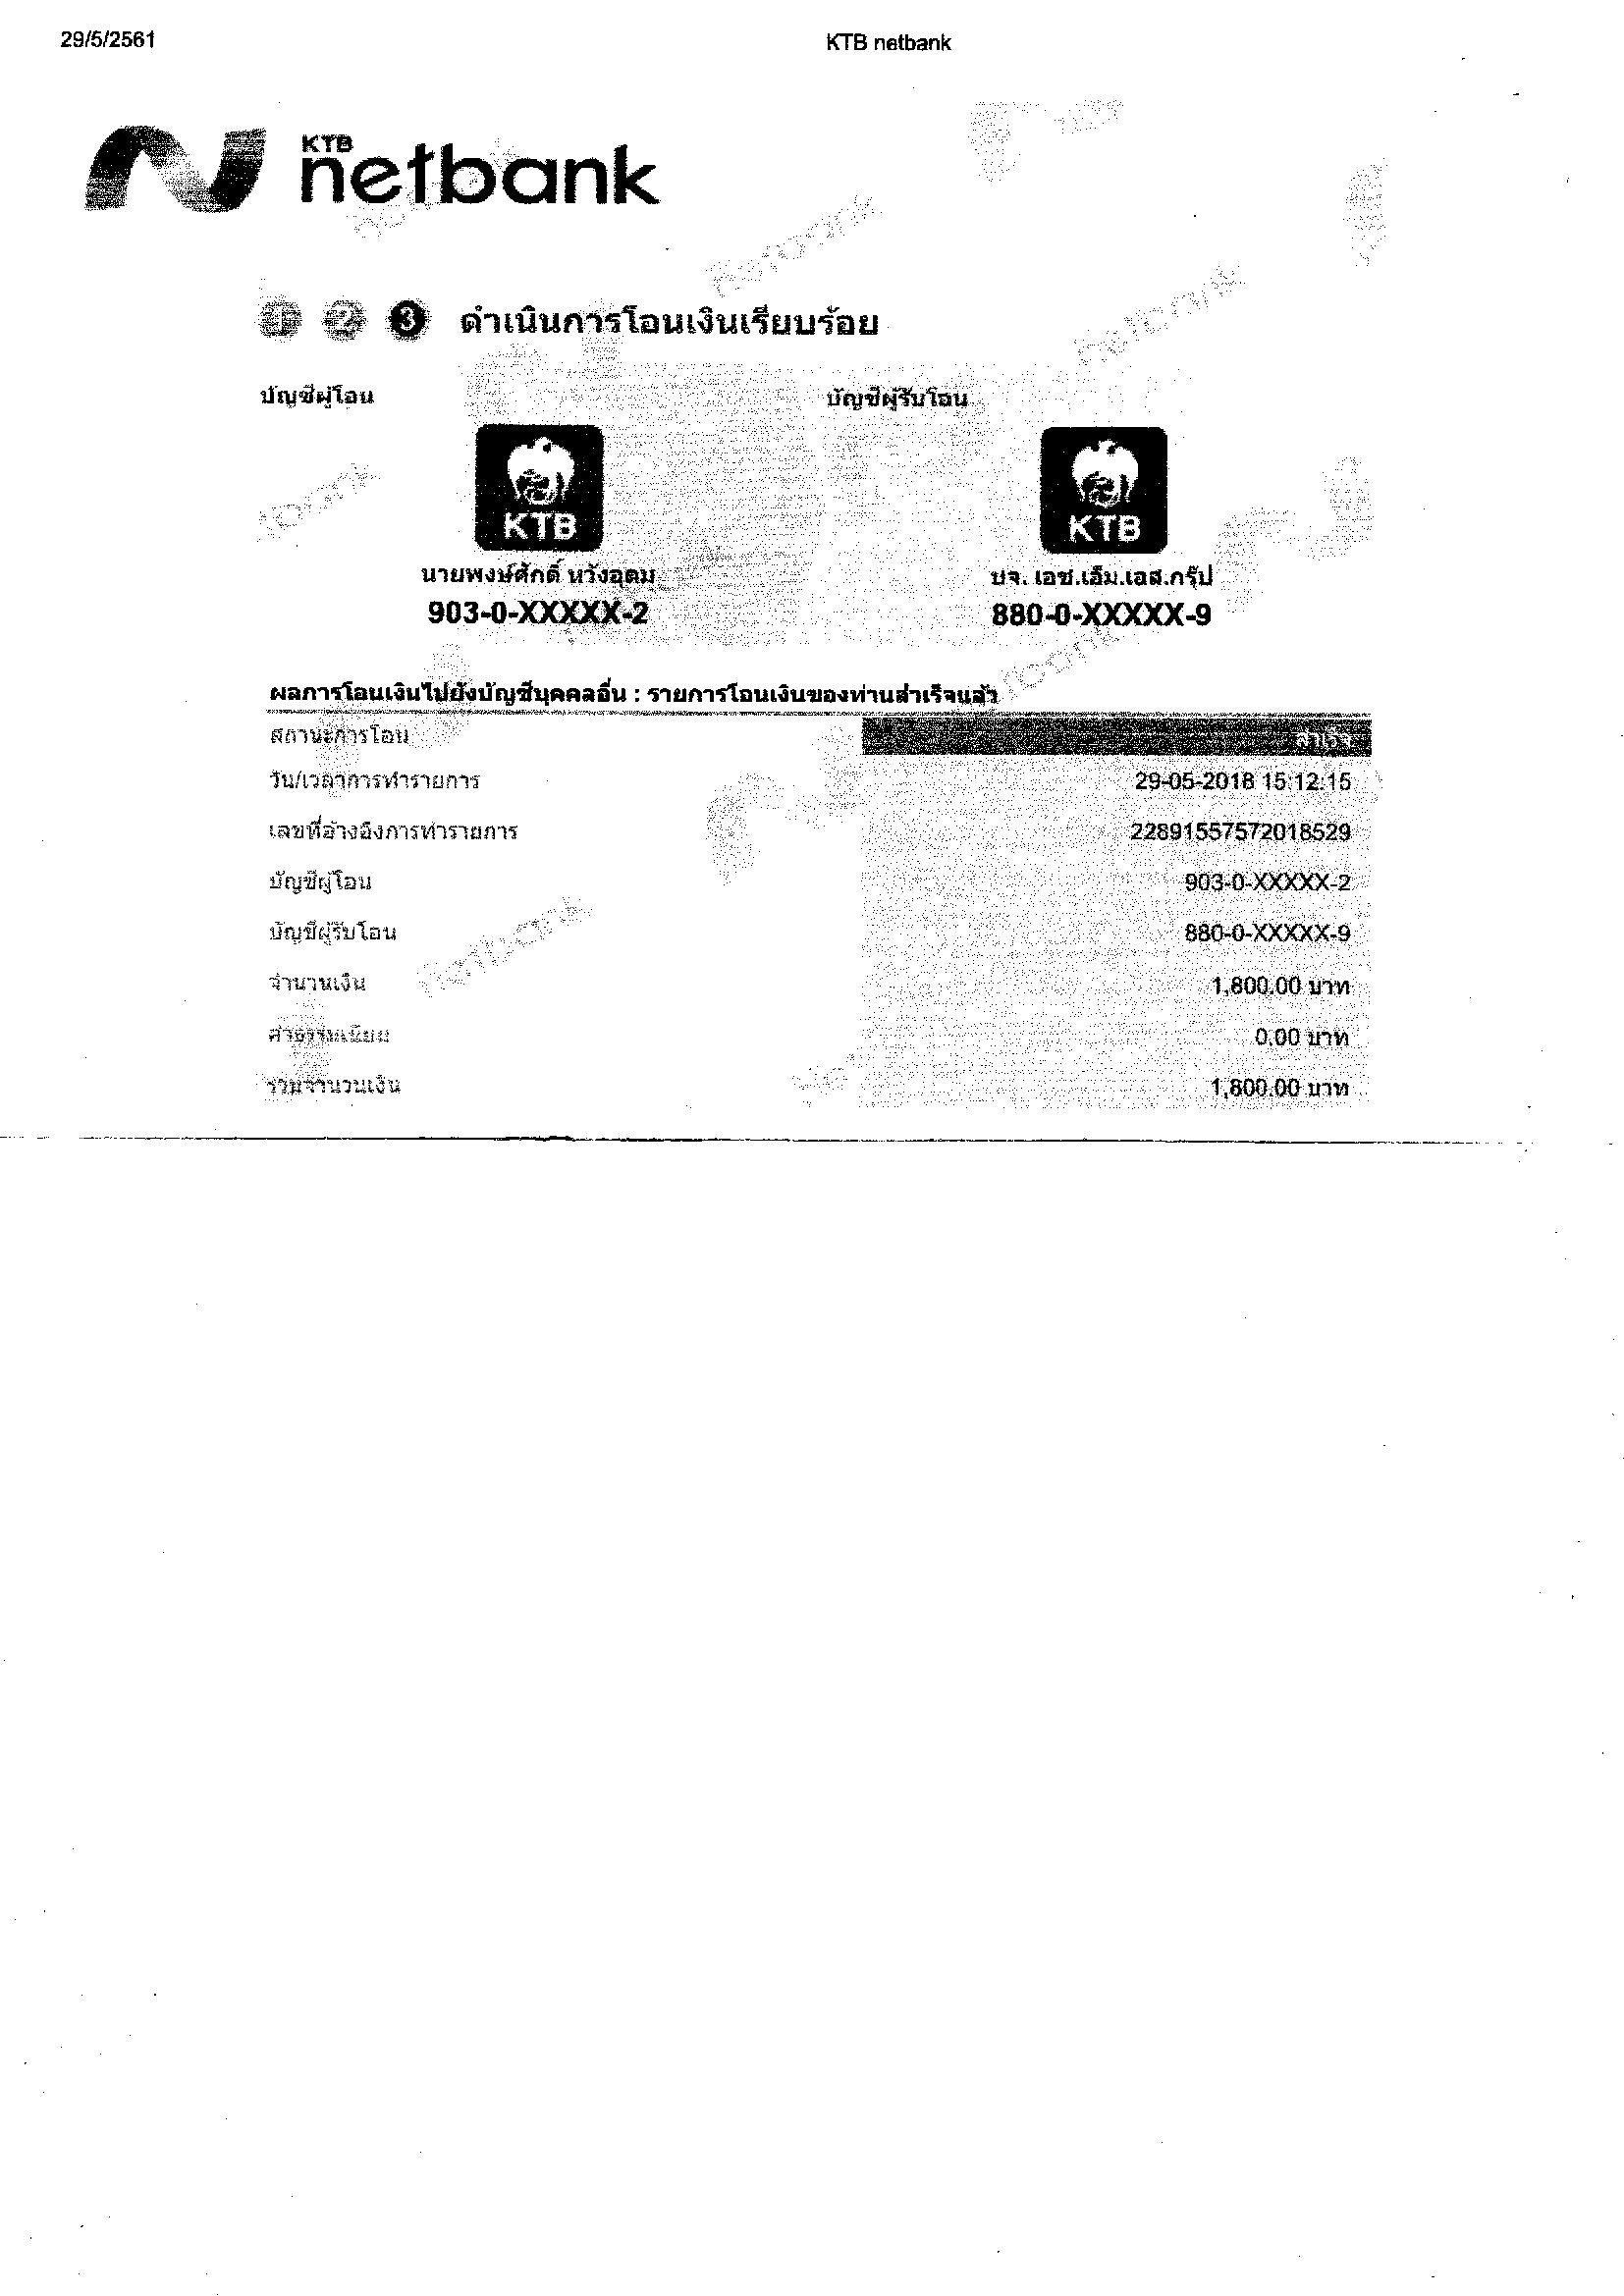 29/5/2561 KTB netbank
KTB
netbank
1 2 3 ดำเนินการโอนเงินเรียบร้อย
บัญชีผู้โอน บัญชีผู้รับโอน
KTB KTB
นายพงษ์ศักดิ์ หวังอุดม บจ. เอช.เอ็ม.เอส.กรุ๊ป
903-0-XXXXX-2 880-0-XXXXX-9
ผลการโอนเงินไปยังบัญชีบุคคลอื่น : รายการโอนเงินของท่านสำเร็จแล้ว
สถานะการโอน สำเร็จ
วัน/เวลาการทำรายการ 29-05-2018 15:12:15
เลขที่อ้างอิงการทำรายการ 22891557572018529
บัญชีผู้โอน 903-0-XXXXX-2
บัญชีผู้รับโอน 880-0-XXXXX-9
จำนวนเงิน 1,800.00 บาท
ค่าธรรมเนียม 0.00 บาท
รวมจำนวนเงิน 1,800.00 บาท